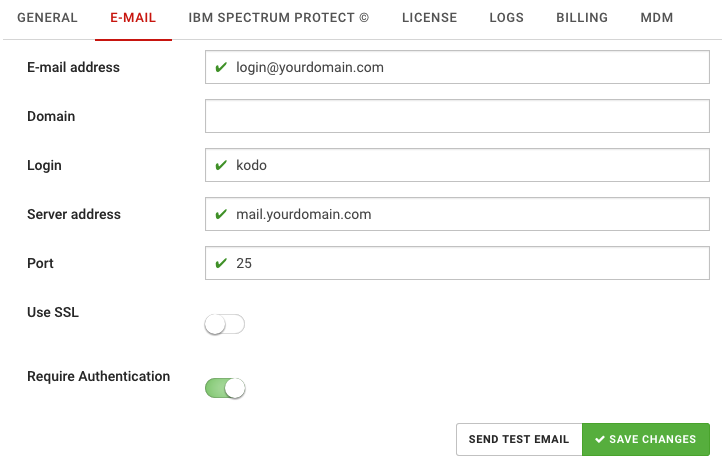 GENERAL E-MAIL IBM SPECTRUM PROTECT © LICENSE LOGS BILLING MDM
E-mail address login@yourdomain.com
Domain
Login kodo
Server address mail.yourdomain.com
Port 25
Use SSL
Require Authentication
SEND TEST EMAIL SAVE CHANGES